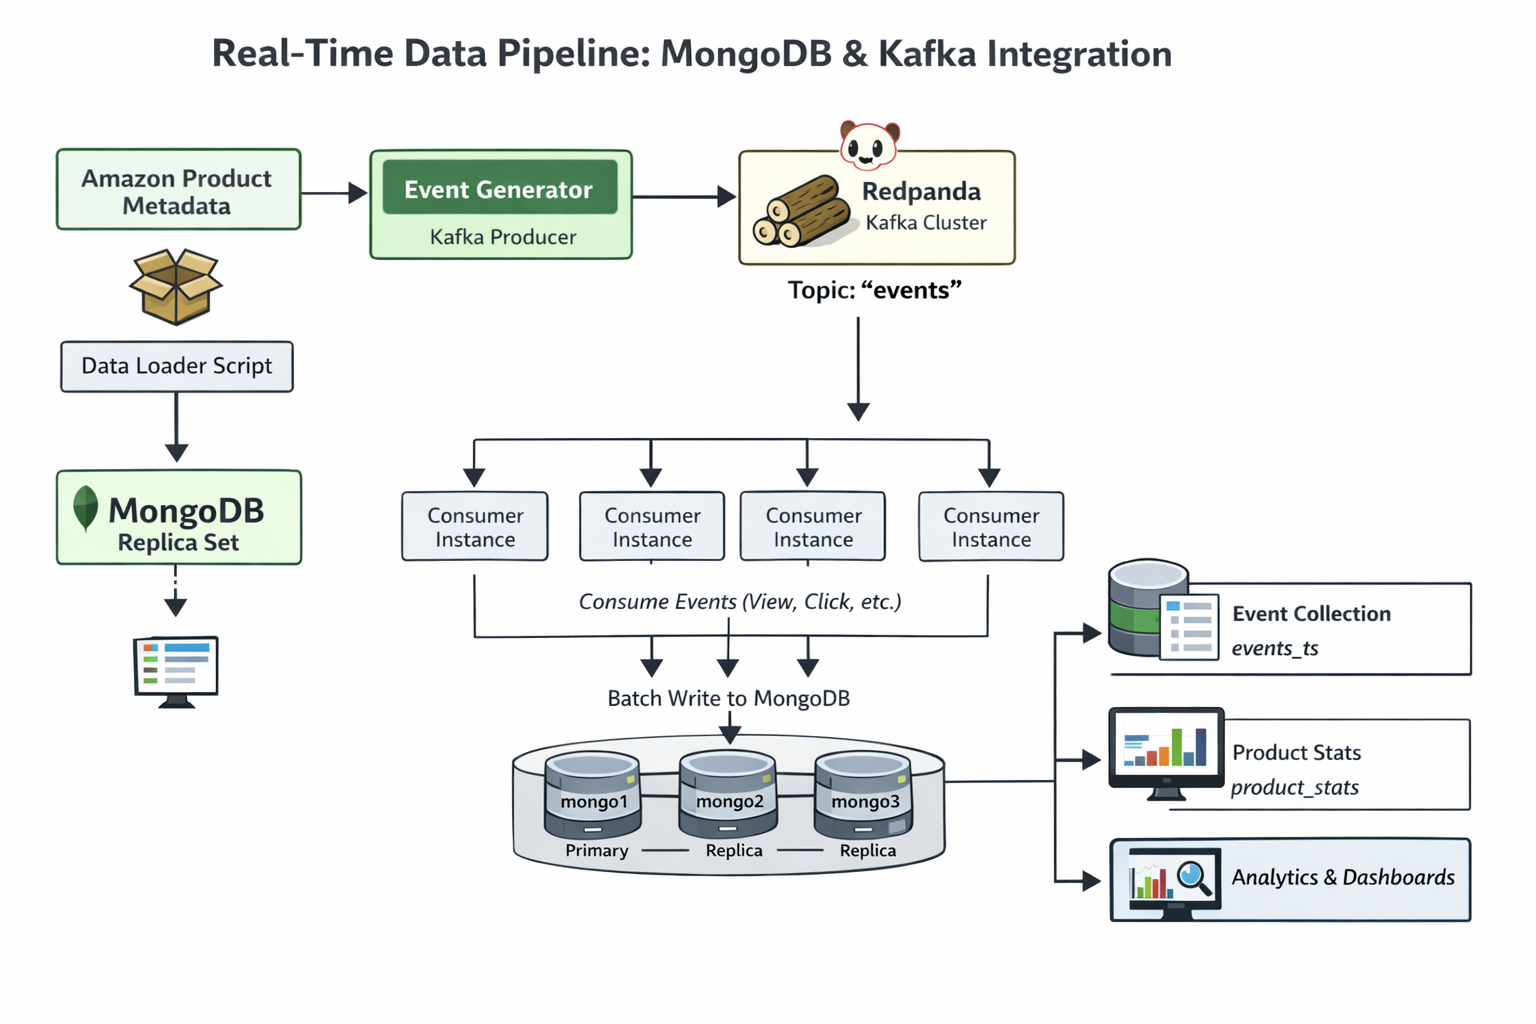 Real-Time Data Pipeline: MongoDB & Kafka Integration
Amazon Product
Metadata
Event Generator
Kafka Producer
Redpanda
Kafka Cluster
Topic: “events”
Data Loader Script
MongoDB
Replica Set
Consumer
Instance
Consumer
Instance
Consumer
Instance
Consumer
Instance
Consume Events (View, Click, etc.)
Batch Write to MongoDB
mongo1
mongo2
mongo3
Primary
Replica
Replica
Event Collection
events_ts
Product Stats
product_stats
Analytics & Dashboards